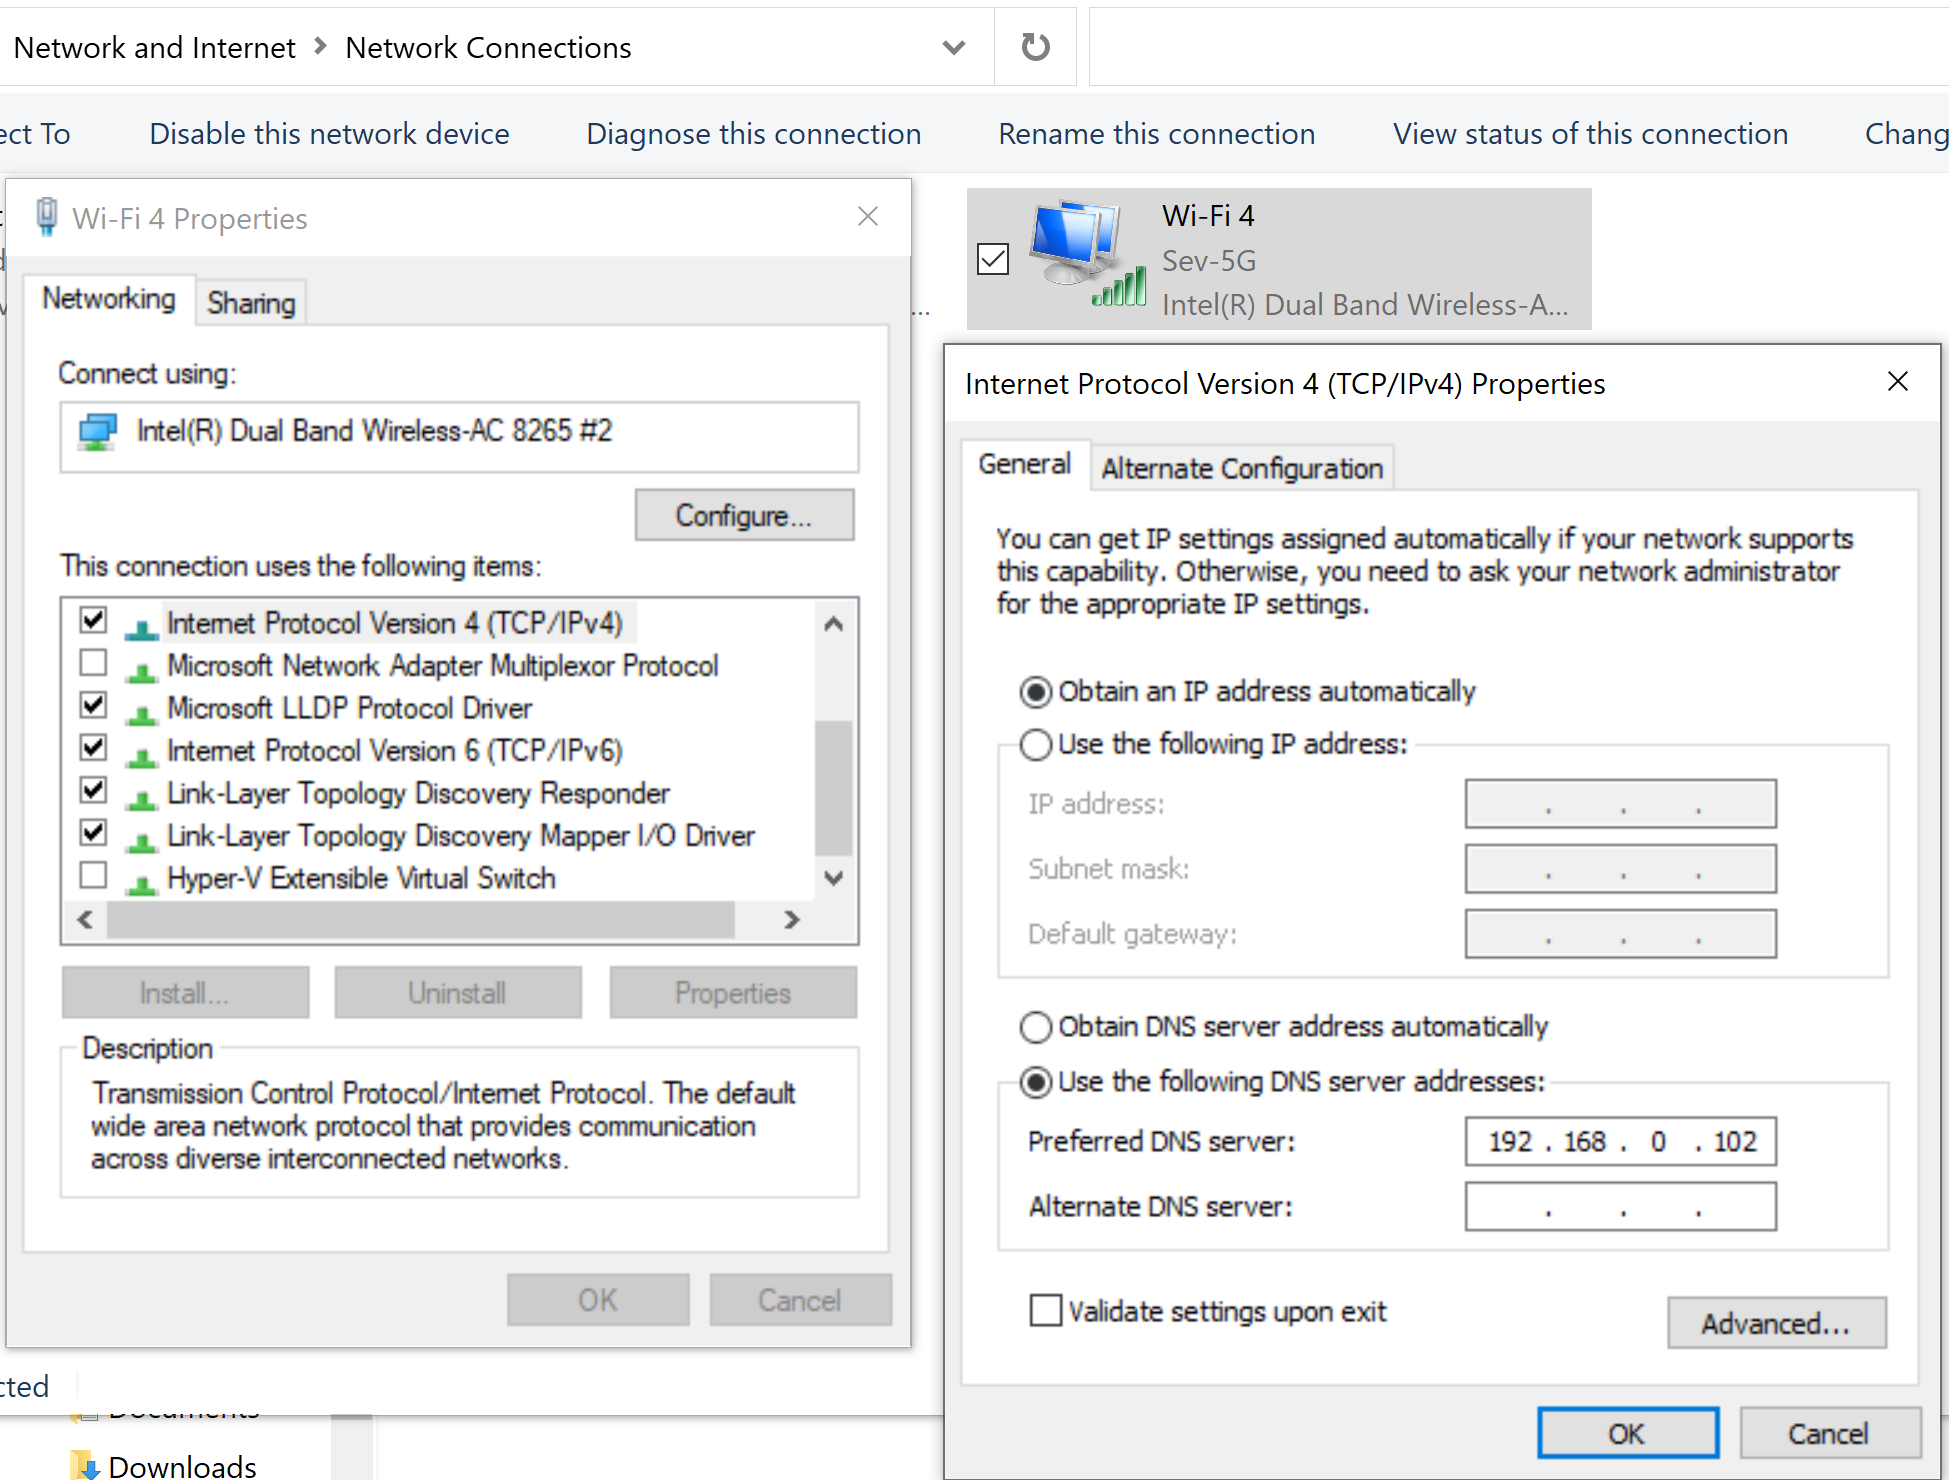 Network and Internet > Network Connections
ect To Disable this network device Diagnose this connection Rename this connection View status of this connection Chang
Wi-Fi 4 Properties
Networking
Sharing
Connect using:
Intel(R) Dual Band Wireless-AC 8265 #2
Configure...
This connection uses the following items:
Internet Protocol Version 4 (TCP/IPv4)
Microsoft Network Adapter Multiplexor Protocol
Microsoft LLDP Protocol Driver
Internet Protocol Version 6 (TCP/IPv6)
Link-Layer Topology Discovery Responder
Link-Layer Topology Discovery Mapper I/O Driver
Hyper-V Extensible Virtual Switch
Install...
Uninstall
Properties
Description
Transmission Control Protocol/Internet Protocol. The default
wide area network protocol that provides communication
across diverse interconnected networks.
OK
Cancel
cted
Documents
Downloads
...
Wi-Fi 4
Sev-5G
Intel(R) Dual Band Wireless-A...
Internet Protocol Version 4 (TCP/IPv4) Properties
General
Alternate Configuration
You can get IP settings assigned automatically if your network supports
this capability. Otherwise, you need to ask your network administrator
for the appropriate IP settings.
Obtain an IP address automatically
Use the following IP address:
IP address: . . .
Subnet mask: . . .
Default gateway: . . .
Obtain DNS server address automatically
Use the following DNS server addresses:
Preferred DNS server: 192 . 168 . 0 . 102
Alternate DNS server: . . .
Validate settings upon exit
Advanced...
OK
Cancel